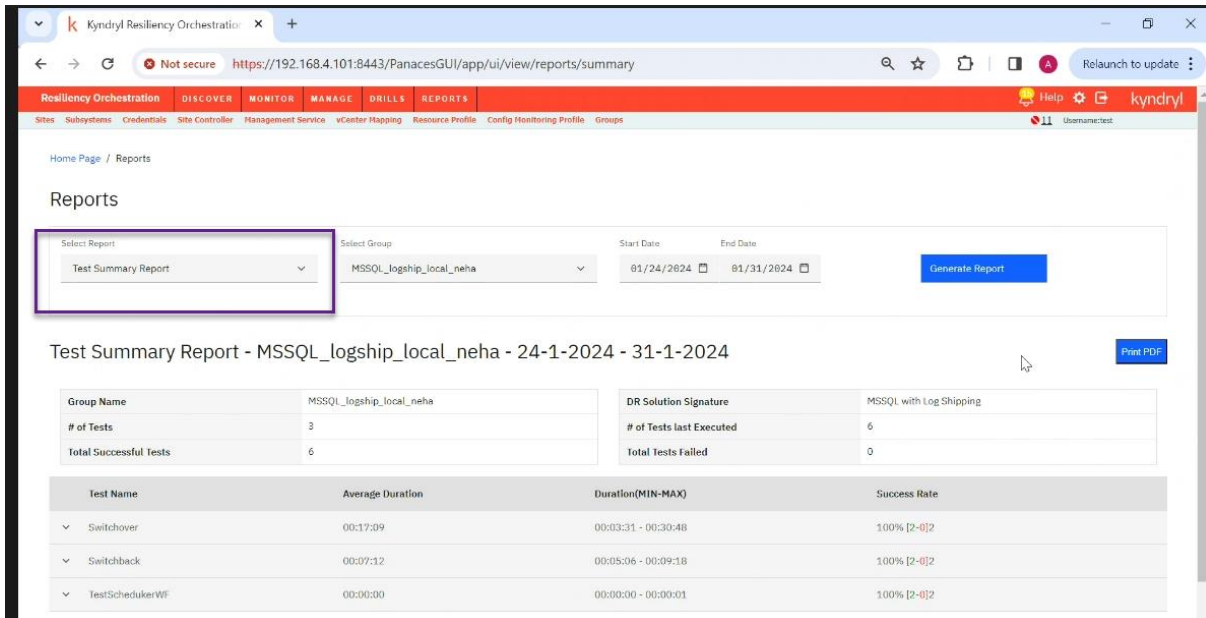 Kyndryl Resiliency Orchestration
Not secure https://192.168.4.101:8443/PanacesGUI/app/ui/view/reports/summary A Relaunch to update
Resiliency Orchestration DISCOVER MONITOR MANAGE DRILLS REPORTS Help kyndryl
Sites Subsystems Credentials Site Controller Management Service vCenter Mapping Resource Profile Config Monitoring Profile Groups 11 Username:test
Home Page / Reports
Reports
Select Report Select Group Start Date End Date
Test Summary Report MSSQL_logship_local_neha 01/24/2024 01/31/2024 Generate Report
Test Summary Report - MSSQL_logship_local_neha - 24-1-2024 - 31-1-2024 Print PDF
Group Name MSSQL_logship_local_neha DR Solution Signature MSSQL with Log Shipping
# of Tests 3 # of Tests last Executed 6
Total Successful Tests 6 Total Tests Failed 0
Test Name Average Duration Duration(MIN-MAX) Success Rate
Switchover 00:17:09 00:03:31 - 00:30:48 100% [2-0]2
Switchback 00:07:12 00:05:06 - 00:09:18 100% [2-0]2
TestSchedukerWF 00:00:00 00:00:00 - 00:00:01 100% [2-0]2